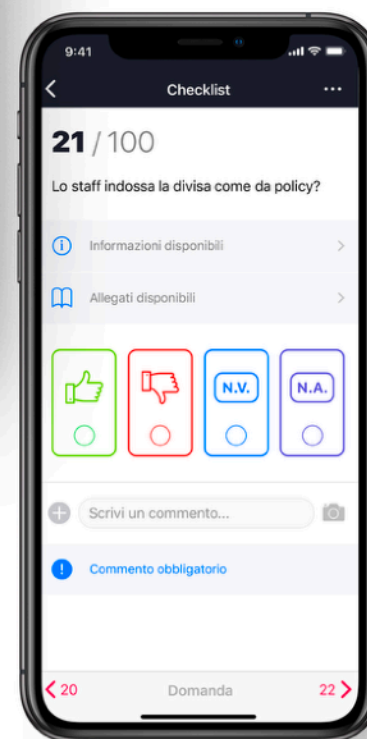 9:41
Checklist
21 / 100
Lo staff indossa la divisa come da policy?
Informazioni disponibili
Allegati disponibili
N.V.
N.A.
Scrivi un commento...
Commento obbligatorio
20 Domanda 22